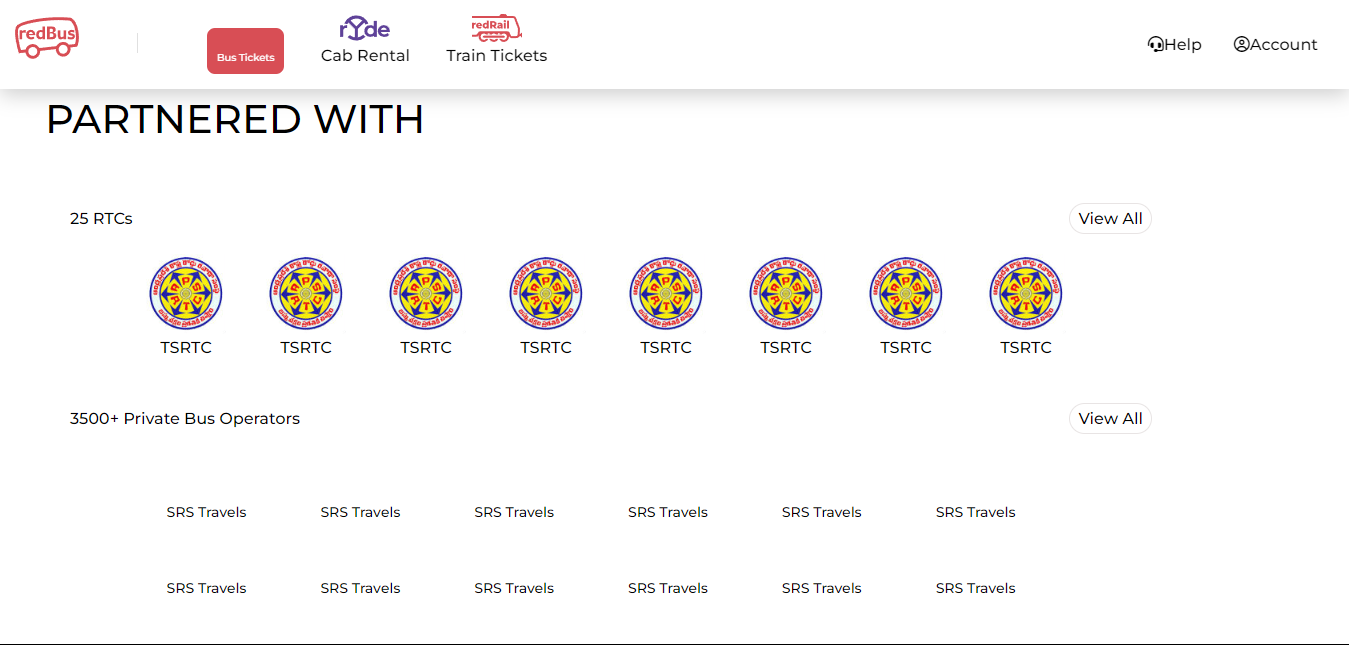 redBus
Bus Tickets
ryde
Cab Rental
redRail
Train Tickets
Help
Account
PARTNERED WITH
25 RTCs
View All
TSRTC TSRTC TSRTC TSRTC TSRTC TSRTC TSRTC TSRTC
3500+ Private Bus Operators
View All
SRS Travels SRS Travels SRS Travels SRS Travels SRS Travels SRS Travels
SRS Travels SRS Travels SRS Travels SRS Travels SRS Travels SRS Travels